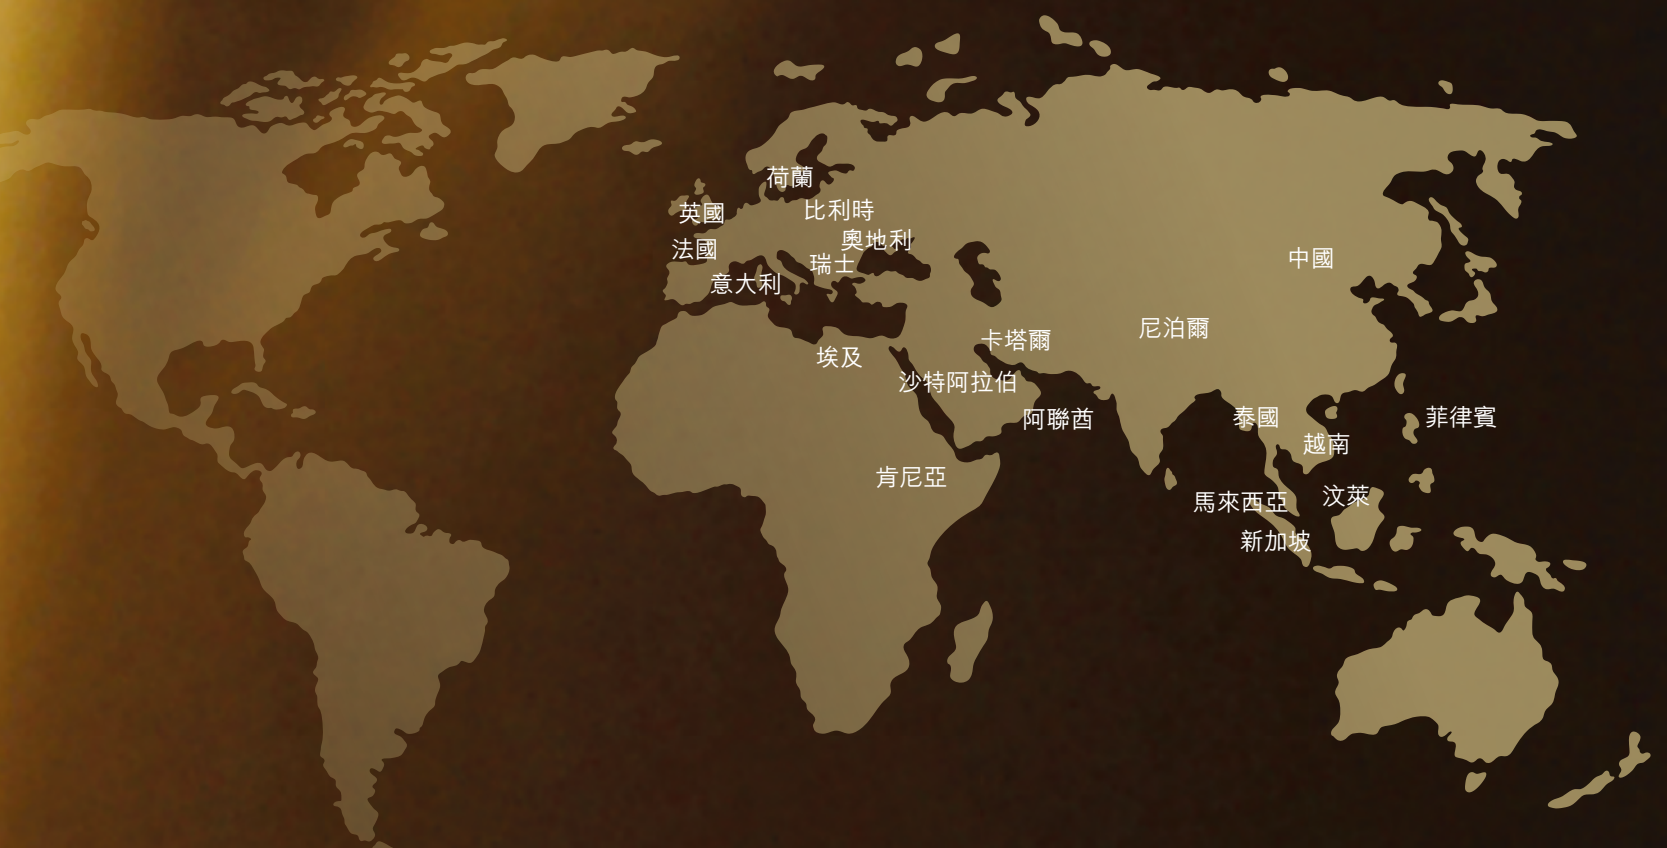 荷蘭
英國
比利時
法國
奧地利
瑞士
意大利
中國
尼泊爾
卡塔爾
埃及
沙特阿拉伯
阿聯酋
泰國
菲律賓
越南
肯尼亞
馬來西亞
汶萊
新加坡